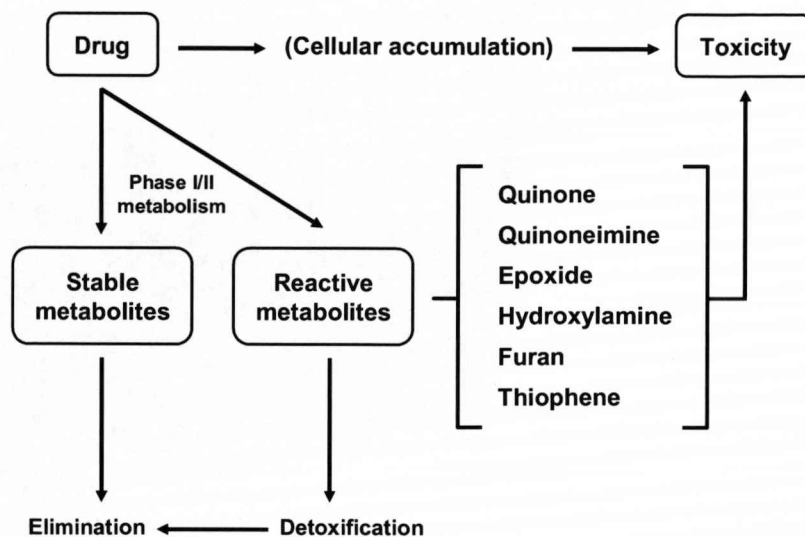 Drug
(Cellular accumulation)
Toxicity
Phase I/II
metabolism
Stable
metabolites
Reactive
metabolites
Quinone
Quinoneimine
Epoxide
Hydroxylamine
Furan
Thiophene
Elimination
Detoxification